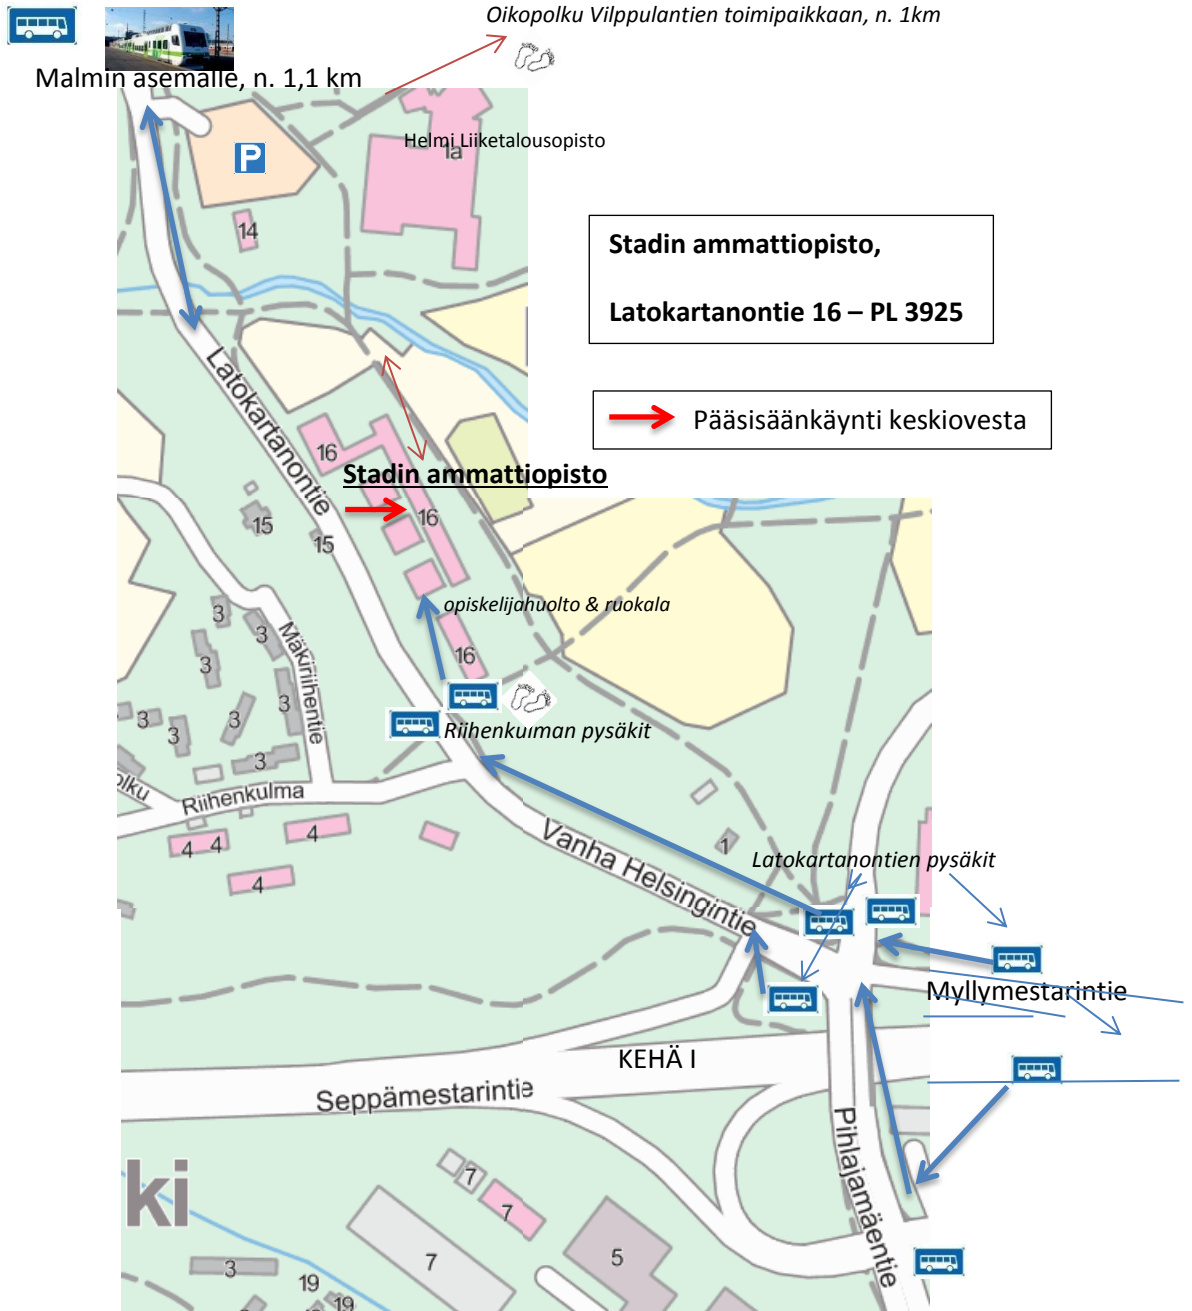 Oikopolku Vilppulantien toimipaikkaan, n. 1km
Malmin asemalle, n. 1,1 km
Helmi Liiketalousopisto
1a
P
14
Stadin ammattiopisto,
Latokartanontie 16 – PL 3925
Pääsisäänkäynti keskiovesta
Latokartanontie
16
Stadin ammattiopisto
16
15
15
opiskelijahuolto & ruokala
3
3
3
Mäkiriihentie
16
3
3
3
3
Riihenkulman pysäkit
olku
Riihenkulma
4
4
4
4
Vanha Helsingintie
1
Latokartanontien pysäkit
Myllymestarintie
KEHÄ I
Seppämestarintie
Pihlajamäentie
ki
7
7
7
5
3
19
19